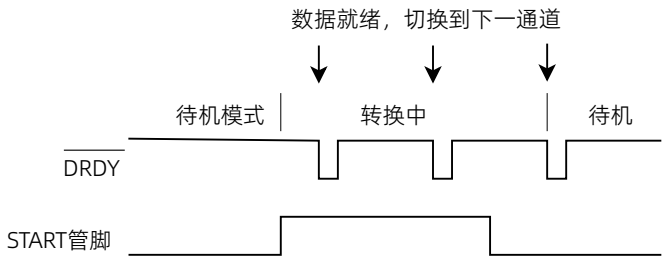 数据就绪，切换到下一通道
待机模式
转换中
待机
DRDY
START管脚